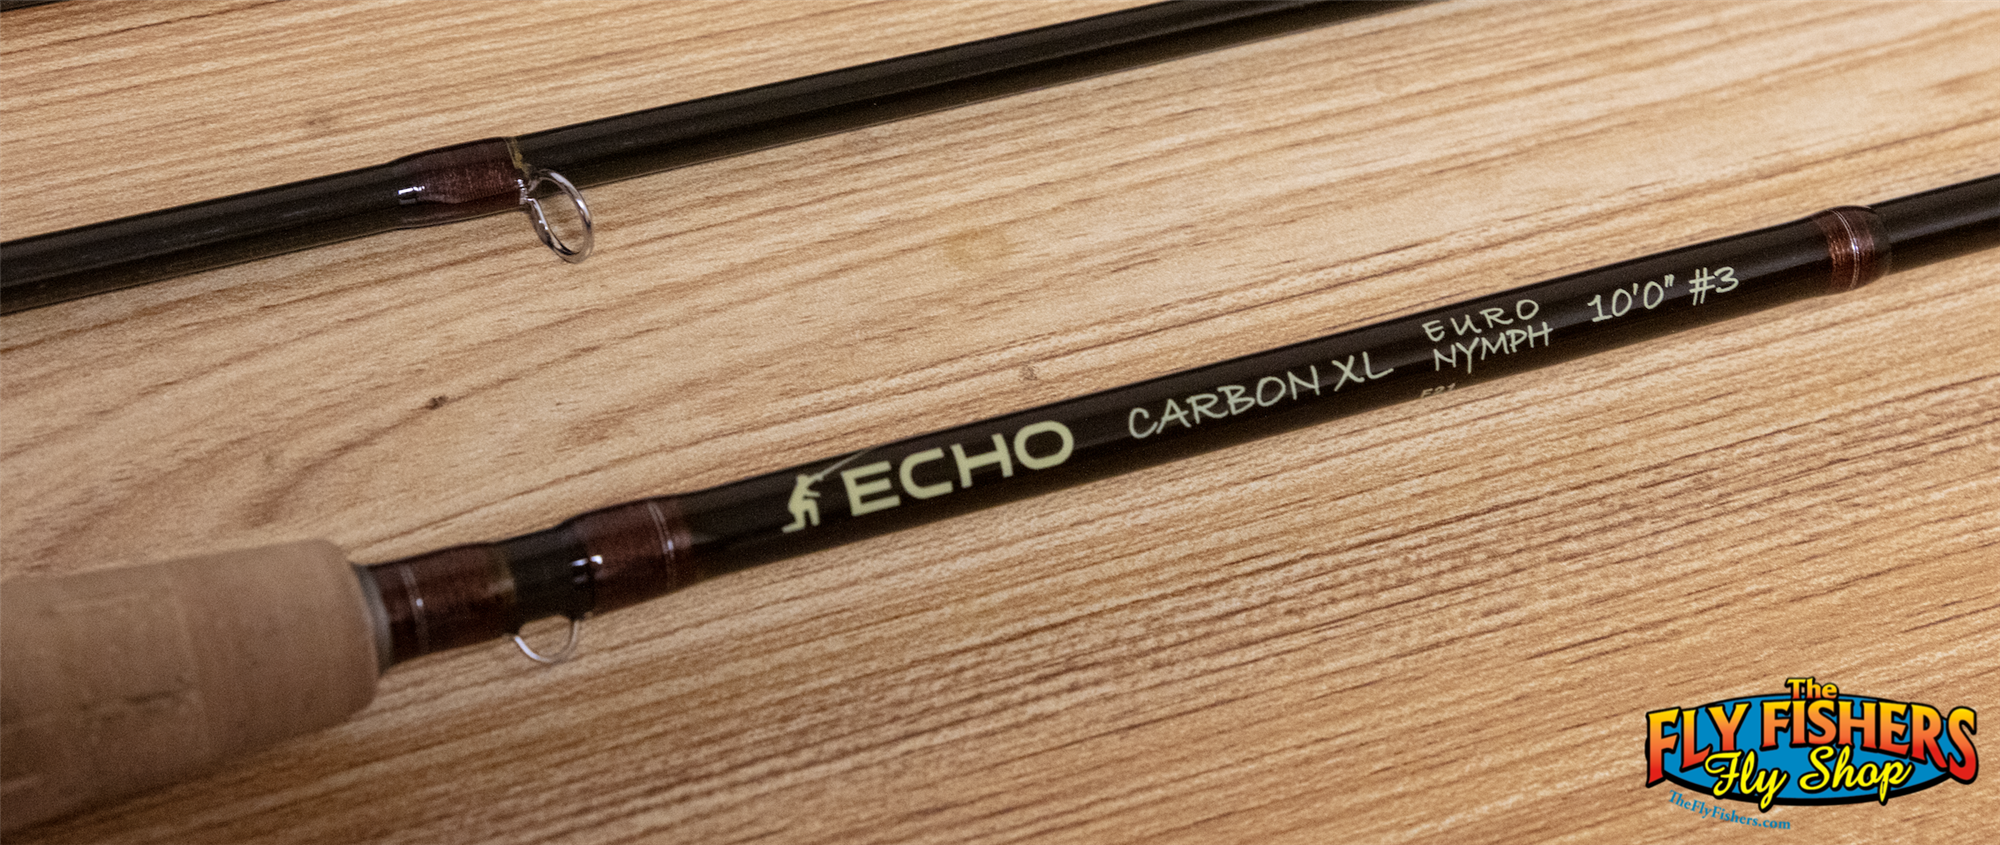 ECHO CARBON XL EURO NYMPH 10'0" #3
The
FLY FISHERS
Fly Shop
TheFlyFishers.com